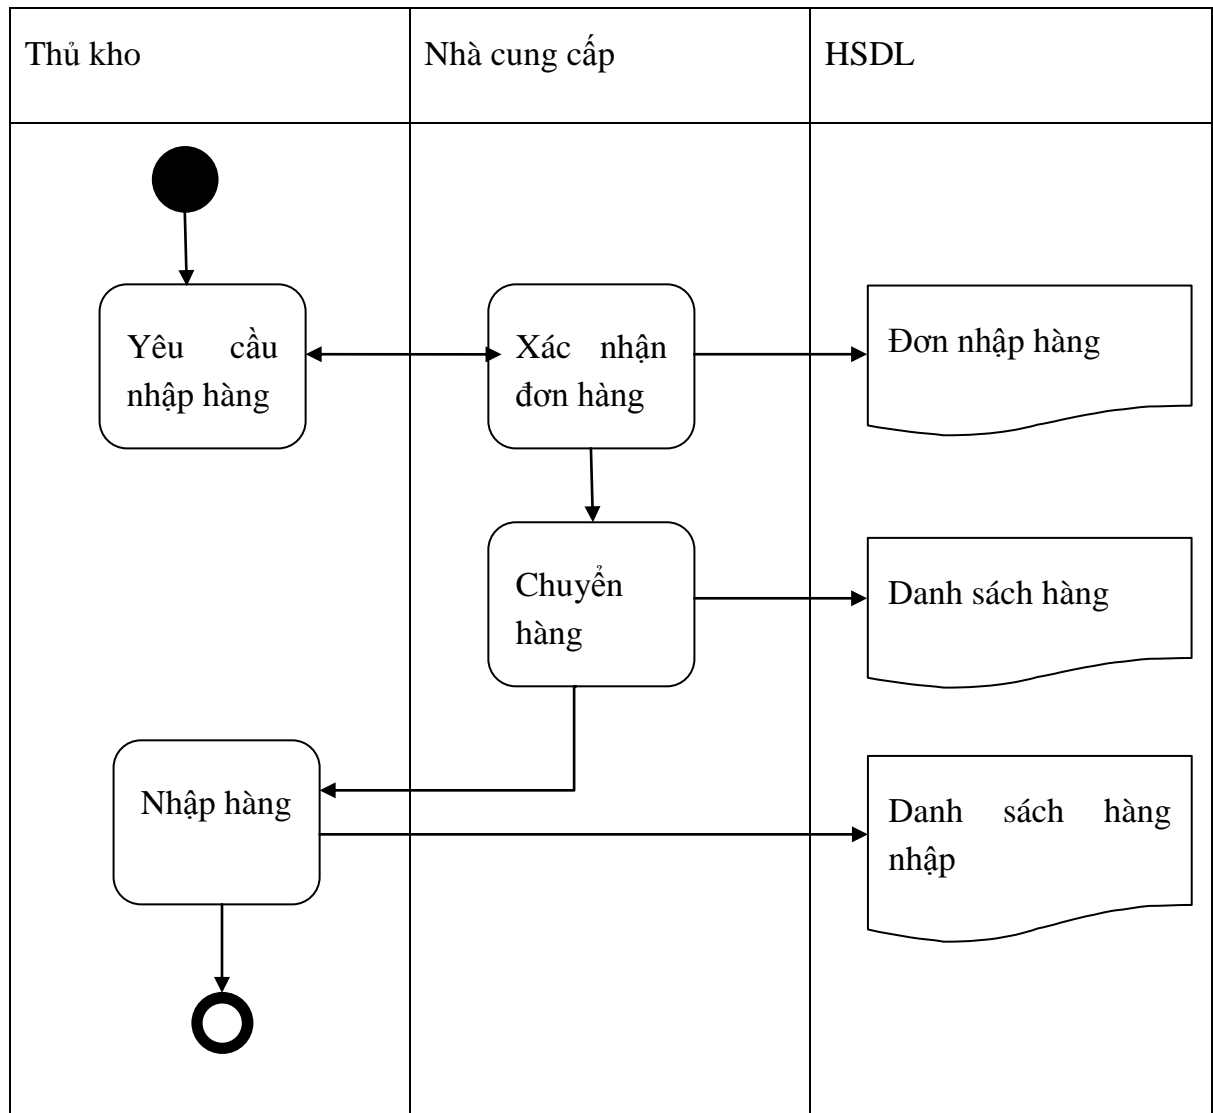 Thủ kho
Nhà cung cấp
HSDL
Yêu cầu
nhập hàng
Xác nhận
đơn hàng
Đơn nhập hàng
Chuyển
hàng
Danh sách hàng
Nhập hàng
Danh sách hàng
nhập